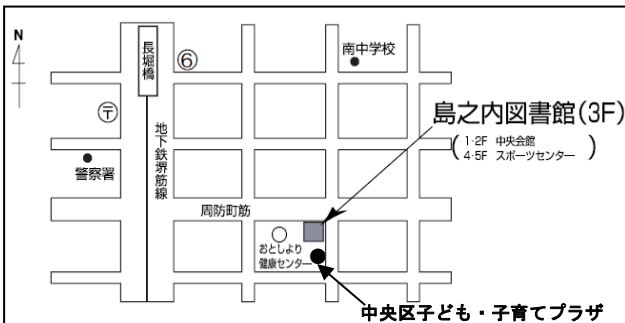 N
長堀橋
⑥
南中学校
〒
島之内図書館(3F)
(1・2F 中央会館
4・5F スポーツセンター)
警察署
地下鉄堺筋線
周防町筋
おとしより
健康センター
中央区子ども・子育てプラザ